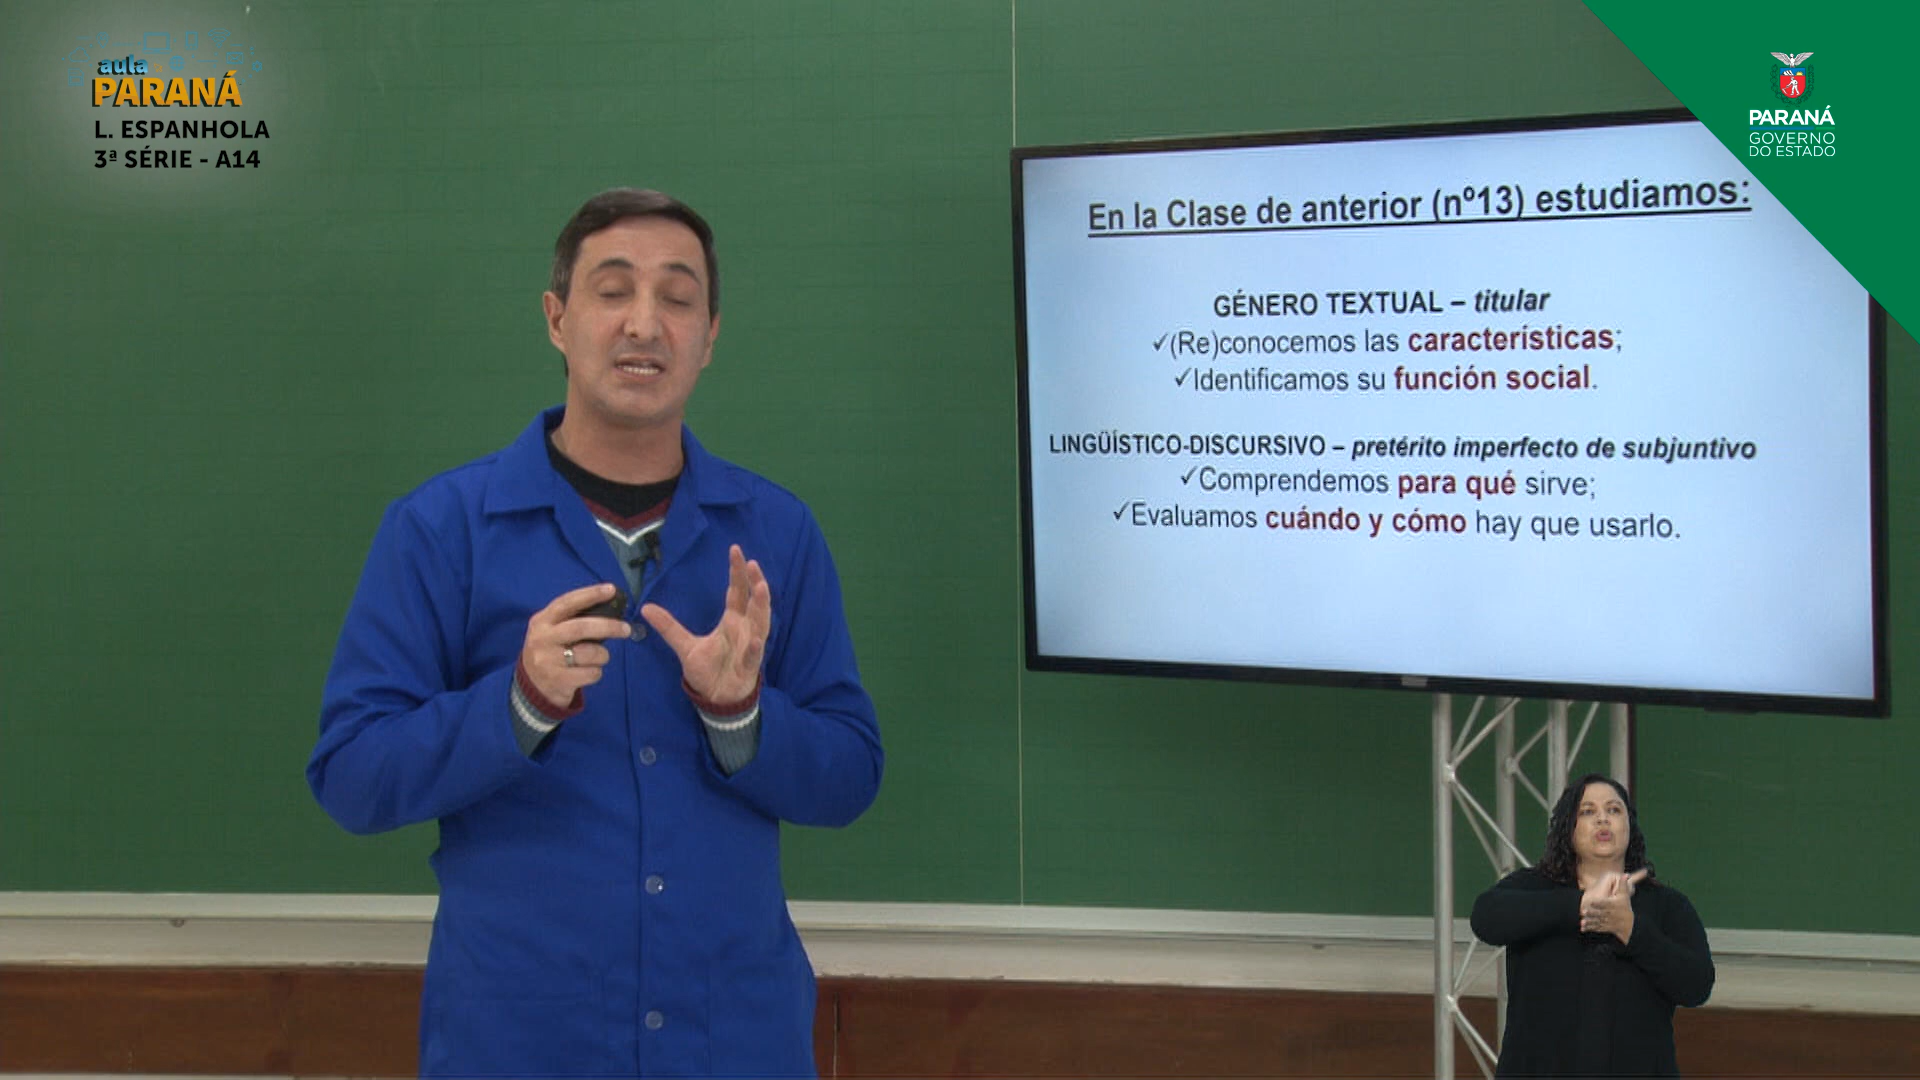 aula
PARANÁ
L. ESPANHOLA
3ª SÉRIE - A14
PARANÁ
GOVERNO
DO ESTADO
En la Clase de anterior (nº13) estudiamos:
GÉNERO TEXTUAL – titular
✓(Re)conocemos las características;
✓Identificamos su función social.
LINGÜÍSTICO-DISCURSIVO – pretérito imperfecto de subjuntivo
✓Comprendemos para qué sirve;
✓Evaluamos cuándo y cómo hay que usarlo.